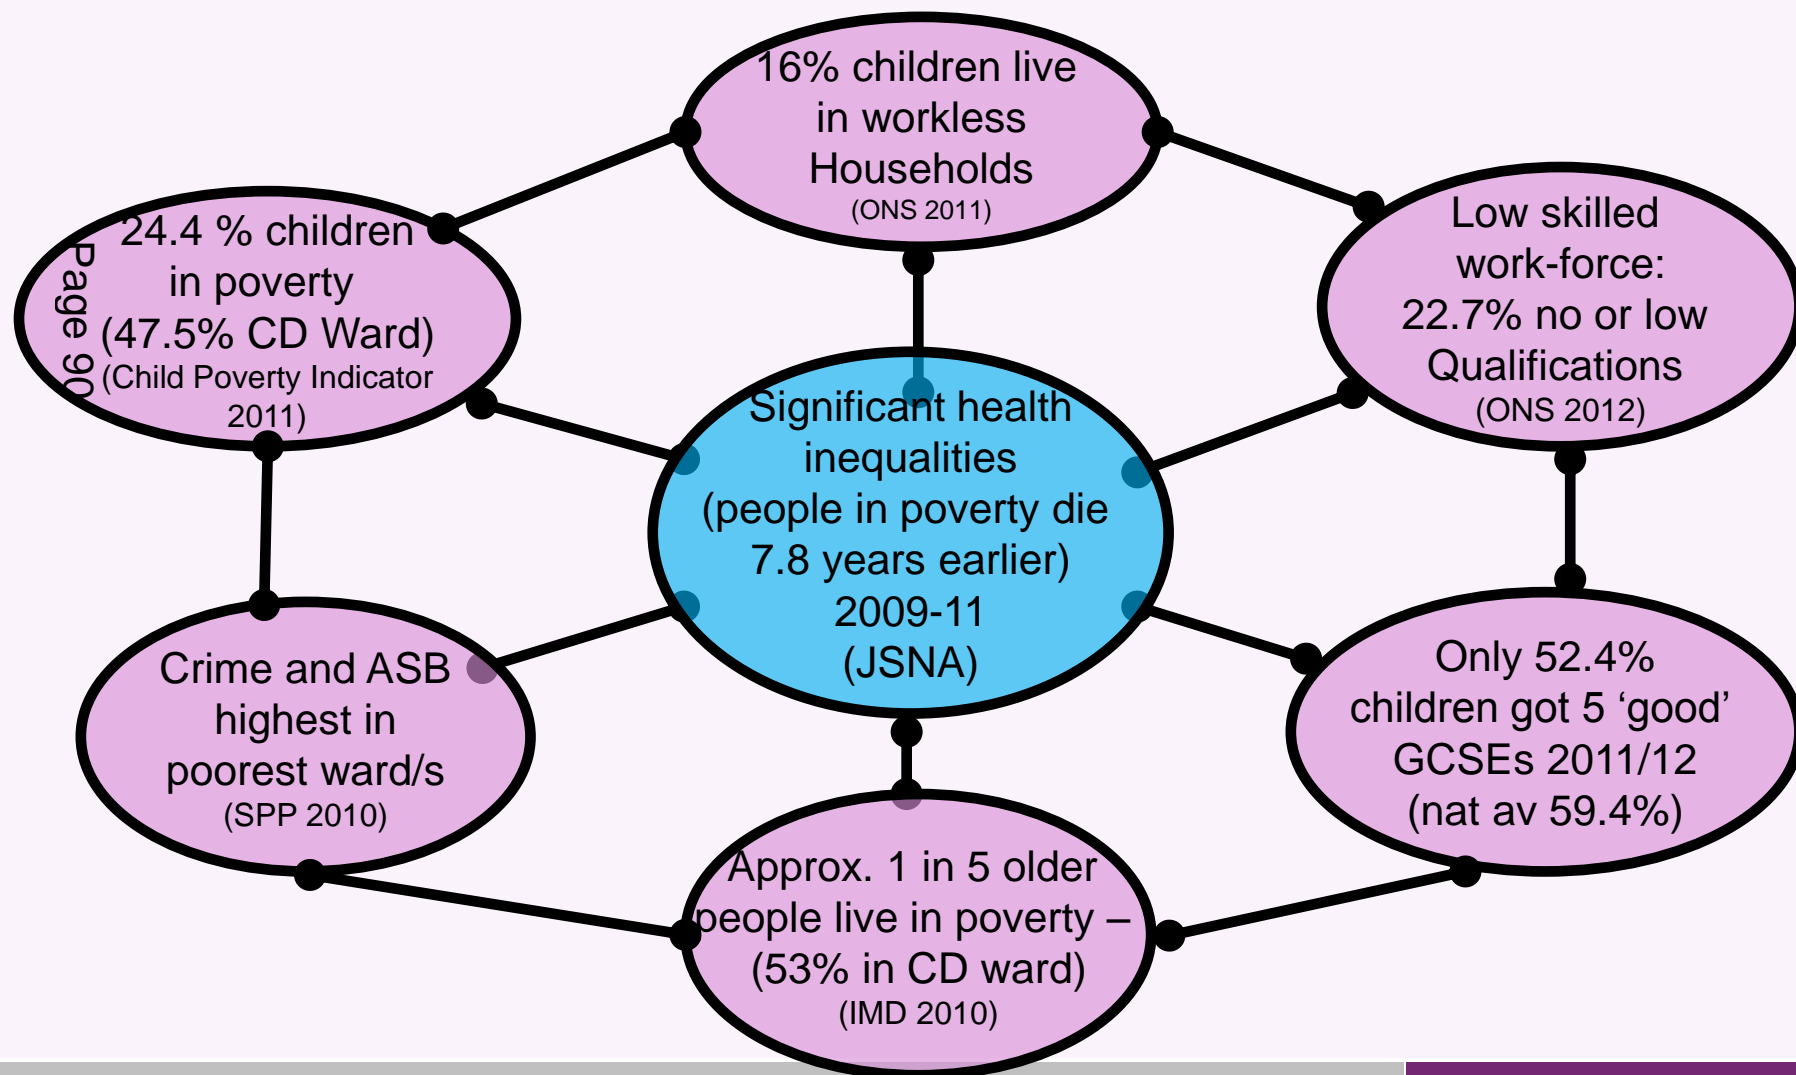 16% children live
in workless
Households
(ONS 2011)
24.4 % children
in poverty
(47.5% CD Ward)
(Child Poverty Indicator
2011)
Page 90
Low skilled
work-force:
22.7% no or low
Qualifications
(ONS 2012)
Significant health
inequalities
(people in poverty die
7.8 years earlier)
2009-11
(JSNA)
Crime and ASB
highest in
poorest ward/s
(SPP 2010)
Only 52.4%
children got 5 ‘good’
GCSEs 2011/12
(nat av 59.4%)
Approx. 1 in 5 older
people live in poverty –
(53% in CD ward)
(IMD 2010)